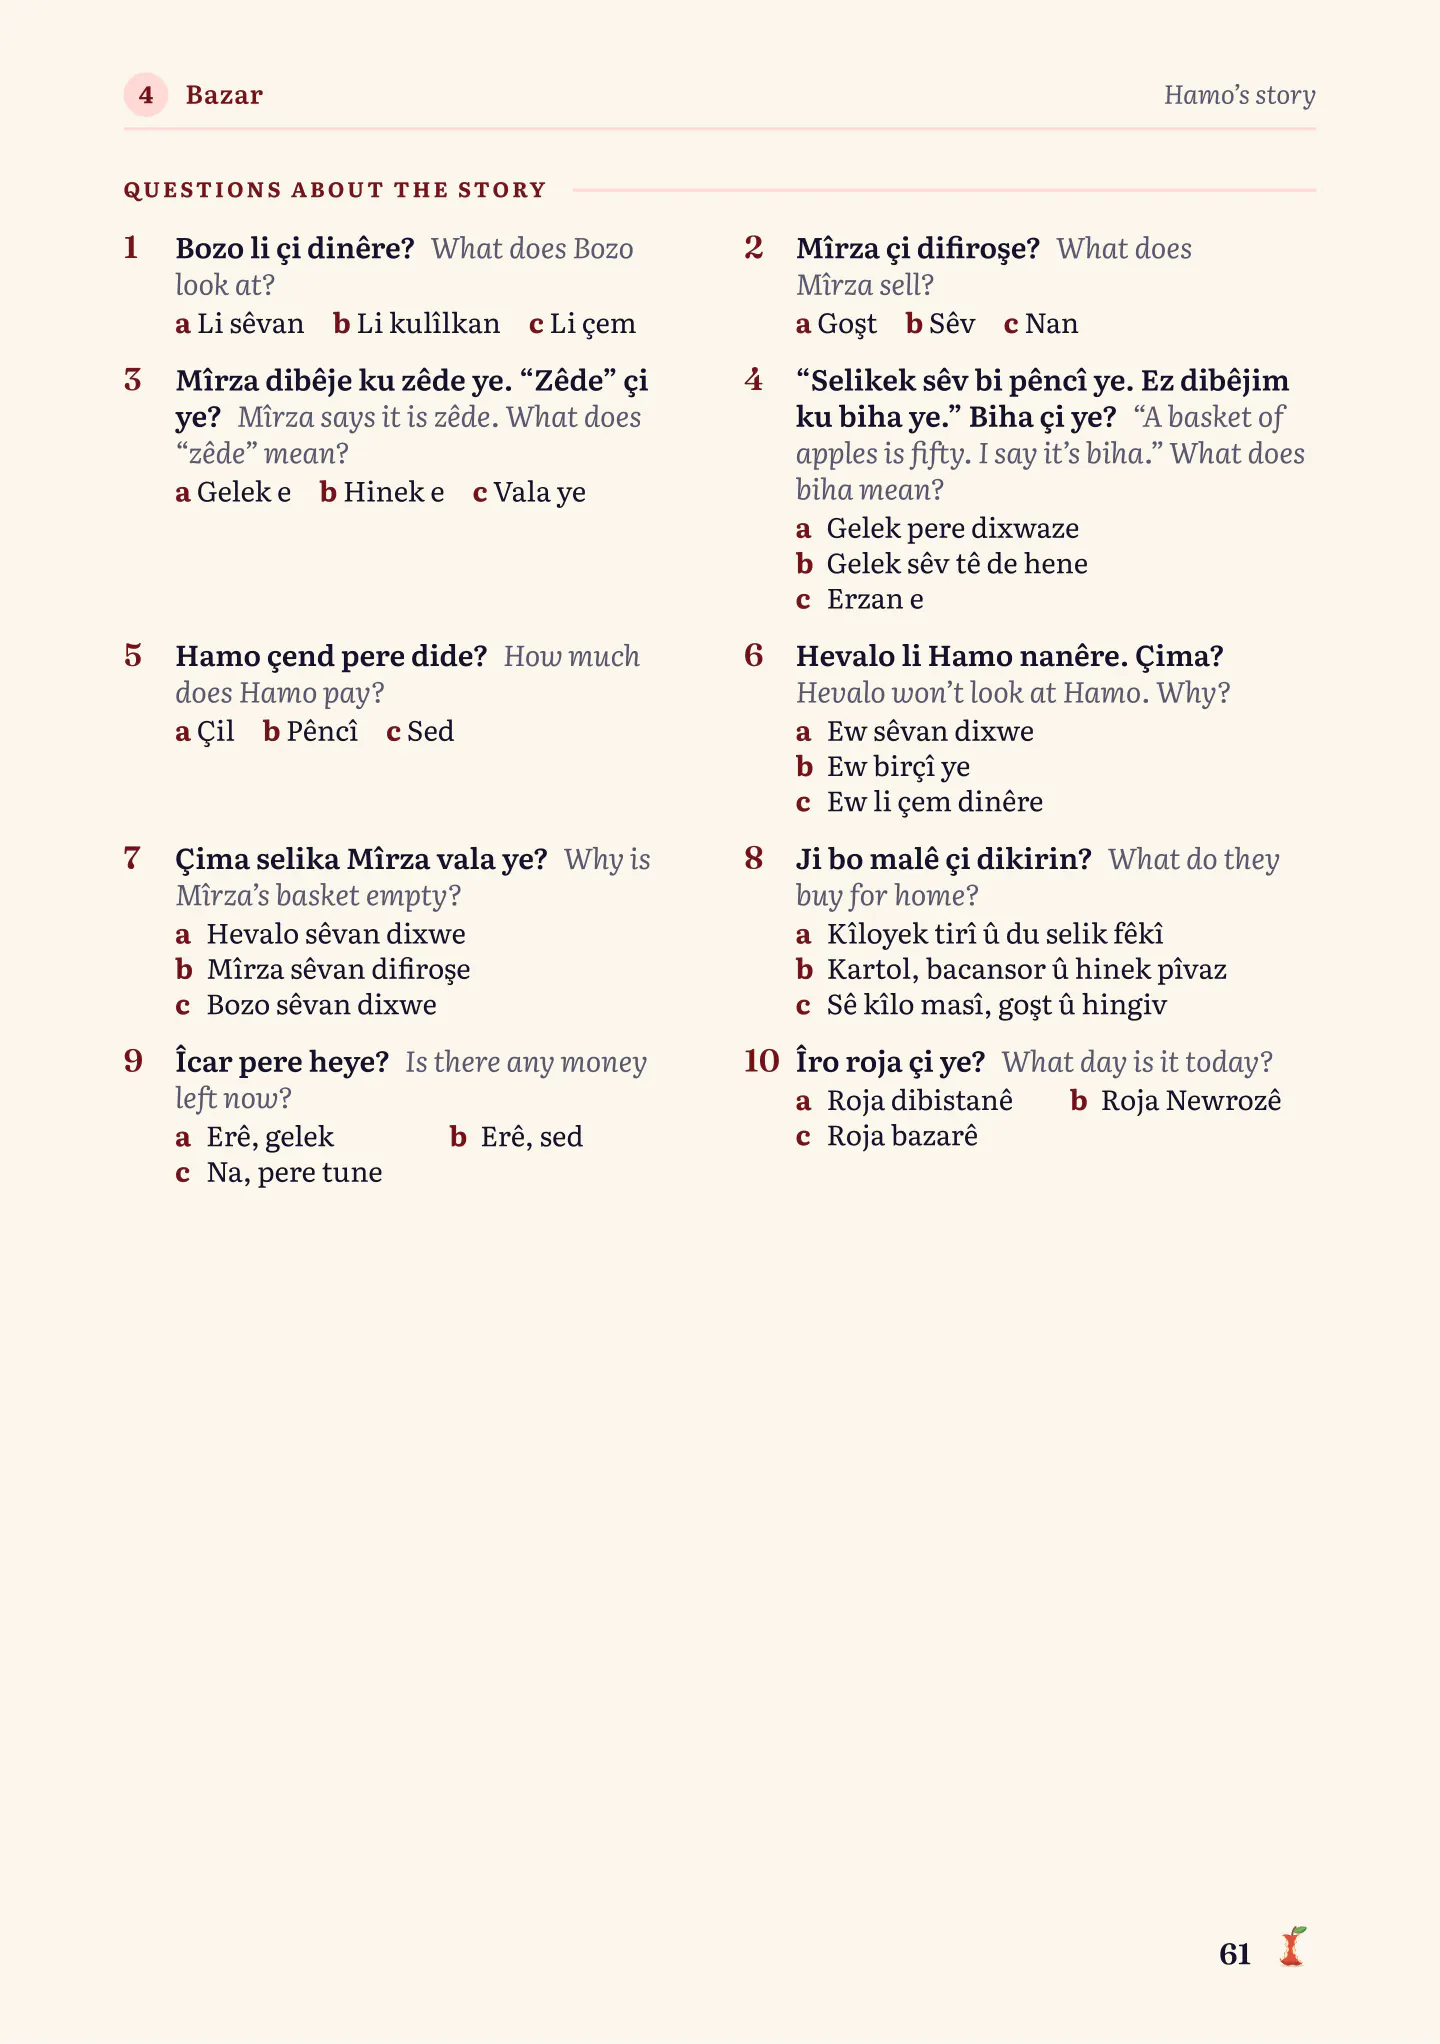 4 Bazar
Hamo’s story
QUESTIONS ABOUT THE STORY
1 Bozo li çi dinêre? What does Bozo
look at?
a Li sêvan b Li kulîlkan c Li çem
2 Mîrza çi difiroşe? What does
Mîrza sell?
a Goşt b Sêv c Nan
3 Mîrza dibêje ku zêde ye. “Zêde” çi
ye? Mîrza says it is zêde. What does
“zêde” mean?
a Gelek e b Hinek e c Vala ye
4 “Selikek sêv bi pêncî ye. Ez dibêjim
ku biha ye.” Biha çi ye? “A basket of
apples is fifty. I say it’s biha.” What does
biha mean?
a Gelek pere dixwaze
b Gelek sêv tê de hene
c Erzan e
5 Hamo çend pere dide? How much
does Hamo pay?
a Çil b Pêncî c Sed
6 Hevalo li Hamo nanêre. Çima?
Hevalo won’t look at Hamo. Why?
a Ew sêvan dixwe
b Ew birçî ye
c Ew li çem dinêre
7 Çima selika Mîrza vala ye? Why is
Mîrza’s basket empty?
a Hevalo sêvan dixwe
b Mîrza sêvan difiroşe
c Bozo sêvan dixwe
8 Ji bo malê çi dikirin? What do they
buy for home?
a Kîloyek tirî û du selik fêkî
b Kartol, bacansor û hinek pîvaz
c Sê kîlo masî, goşt û hingiv
9 Îcar pere heye? Is there any money
left now?
a Erê, gelek b Erê, sed
c Na, pere tune
10 Îro roja çi ye? What day is it today?
a Roja dibistanê b Roja Newrozê
c Roja bazarê
61